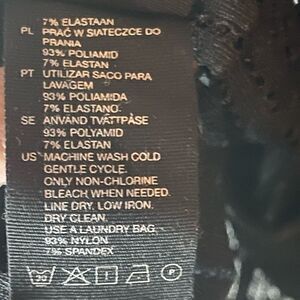 7% ELASTAAN
PL PRAĆ W SIATECZCE DO
PRANIA
93% POLIAMID
7% ELASTAN
PT UTILIZAR SACO PARA
LAVAGEM
93% POLIAMIDA
7% ELASTANO
SE ANVÄND TVÄTTPÅSE
93% POLYAMID
7% ELASTAN
US MACHINE WASH COLD
GENTLE CYCLE.
ONLY NON-CHLORINE
BLEACH WHEN NEEDED.
LINE DRY. LOW IRON.
DRY CLEAN.
USE A LAUNDRY BAG.
93% NYLON
7% SPANDEX
30 P